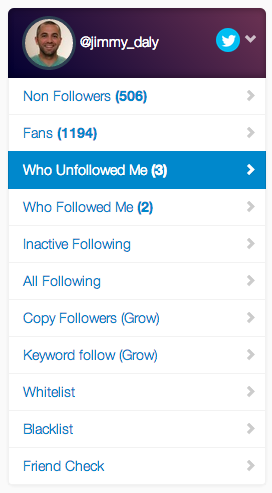 @jimmy_daly
Non Followers (506)
Fans (1194)
Who Unfollowed Me (3)
Who Followed Me (2)
Inactive Following
All Following
Copy Followers (Grow)
Keyword follow (Grow)
Whitelist
Blacklist
Friend Check